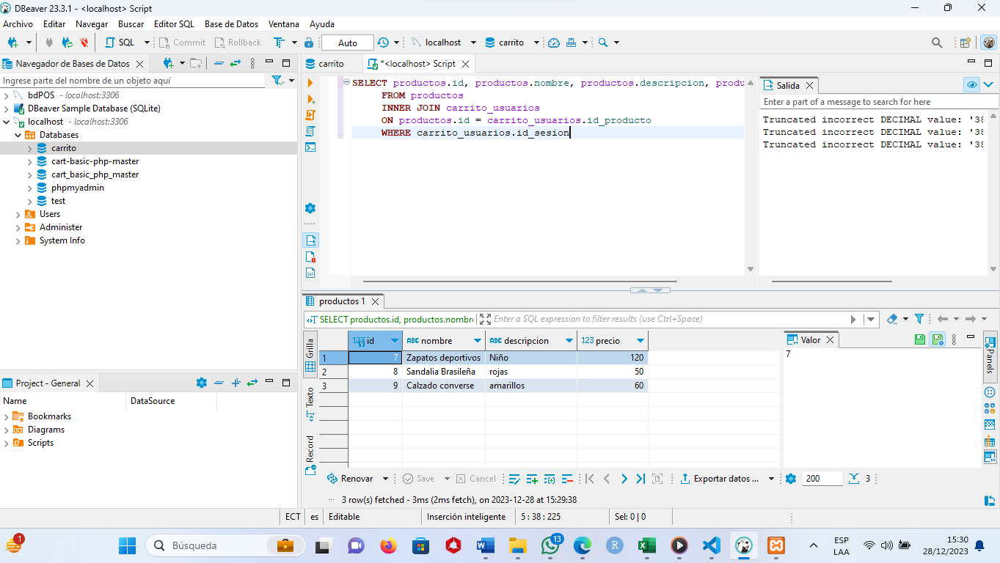 DBeaver 23.3.1 - <localhost> Script
Archivo Editar Navegar Buscar Editor SQL Base de Datos Ventana Ayuda
SQL Commit Rollback Auto localhost carrito
Navegador de Bases de Datos
Ingrese parte del nombre de un objeto aquí
bdPOS - localhost:3306
DBeaver Sample Database (SQLite)
localhost - localhost:3306
Databases
carrito
cart-basic-php-master
cart_basic_php_master
phpmyadmin
test
Users
Administer
System Info
Project - General
Name DataSource
Bookmarks
Diagrams
Scripts
carrito *<localhost> Script
SELECT productos.id, productos.nombre, productos.descripcion, produ
FROM productos
INNER JOIN carrito_usuarios
ON productos.id = carrito_usuarios.id_producto
WHERE carrito_usuarios.id_sesion
Salida
Enter a part of a message to search for here
Truncated incorrect DECIMAL value: '38
Truncated incorrect DECIMAL value: '38
Truncated incorrect DECIMAL value: '38
productos 1
SELECT productos.id, productos.nombre Enter a SQL expression to filter results (use Ctrl+Space)
Grilla
Texto
Record
123 id ABC nombre ABC descripcion 123 precio
1 7 Zapatos deportivos Niño 120
2 8 Sandalia Brasileña rojas 50
3 9 Calzado converse amarillos 60
Valor
7
Panels
Renovar Save Cancel Exportar datos ... 200 3
3 row(s) fetched - 3ms (2ms fetch), on 2023-12-28 at 15:29:38
ECT es Editable Inserción inteligente 5 : 38 : 225 Sel: 0 | 0
1 Búsqueda 13 ESP LAA 15:30 28/12/2023